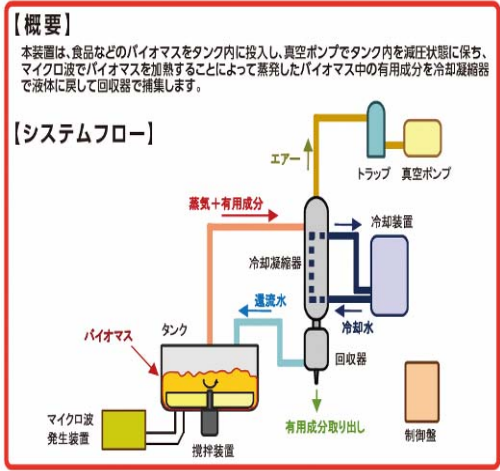 【概要】
本装置は、食品などのバイオマスをタンク内に投入し、真空ポンプでタンク内を減圧状態に保ち、
マイクロ波でバイオマスを加熱することによって蒸発したバイオマス中の有用成分を冷却凝縮器
で液体に戻して回収器で捕集します。
【システムフロー】
エアー
トラップ
真空ポンプ
蒸気+有用成分
冷却装置
冷却凝縮器
還流水
冷却水
バイオマス
タンク
回収器
マイクロ波
発生装置
撹拌装置
有用成分取り出し
制御盤